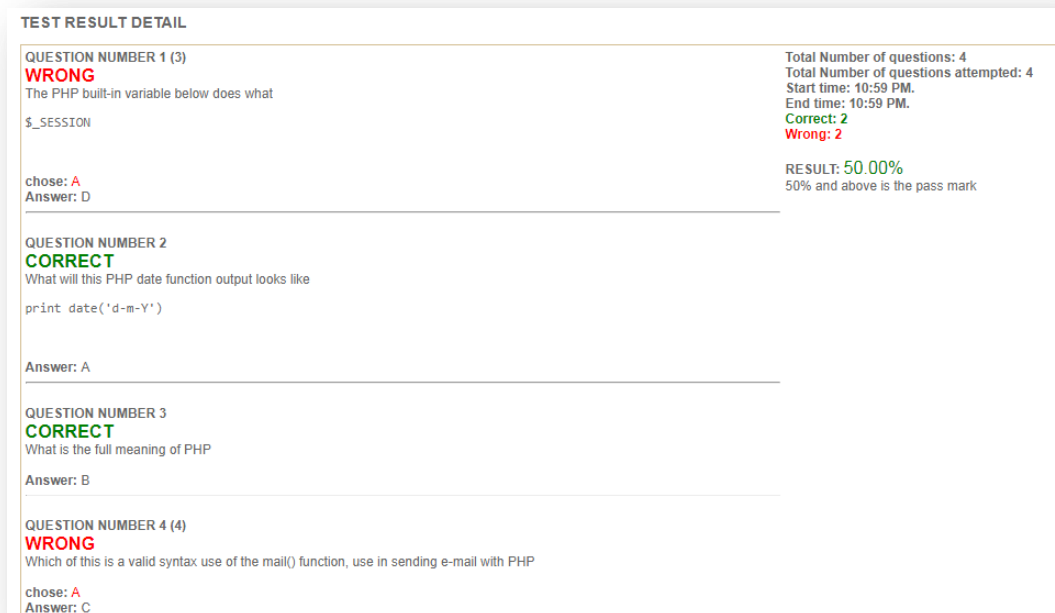 TEST RESULT DETAIL
QUESTION NUMBER 1 (3)
WRONG
The PHP built-in variable below does what
$_SESSION
chose: A
Answer: D
QUESTION NUMBER 2
CORRECT
What will this PHP date function output looks like
print date('d-m-Y')
Answer: A
QUESTION NUMBER 3
CORRECT
What is the full meaning of PHP
Answer: B
QUESTION NUMBER 4 (4)
WRONG
Which of this is a valid syntax use of the mail() function, use in sending e-mail with PHP
chose: A
Answer: C
Total Number of questions: 4
Total Number of questions attempted: 4
Start time: 10:59 PM.
End time: 10:59 PM.
Correct: 2
Wrong: 2
RESULT: 50.00%
50% and above is the pass mark